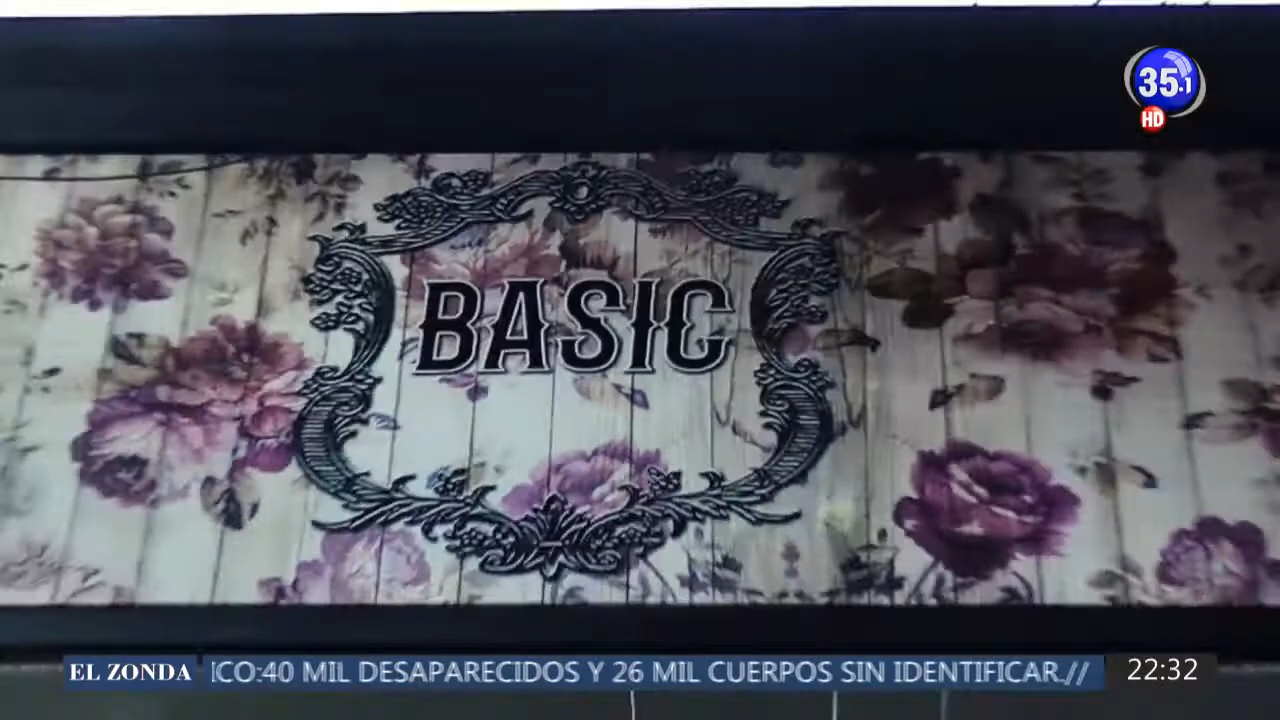 35.1
HD
BASIC
EL ZONDA
ICO:40 MIL DESAPARECIDOS Y 26 MIL CUERPOS SIN IDENTIFICAR.//
22:32